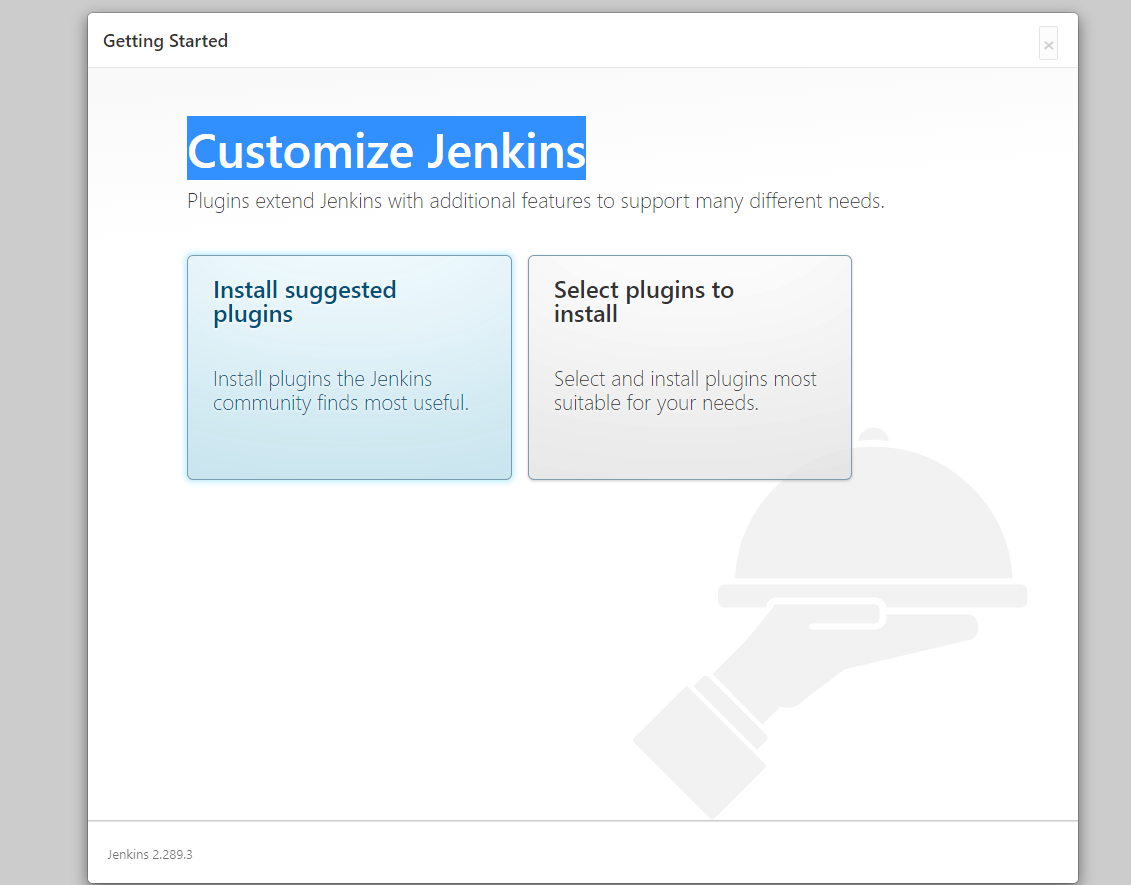 Getting Started
×
Customize Jenkins
Plugins extend Jenkins with additional features to support many different needs.
Install suggested
plugins
Install plugins the Jenkins
community finds most useful.
Select plugins to
install
Select and install plugins most
suitable for your needs.
Jenkins 2.289.3